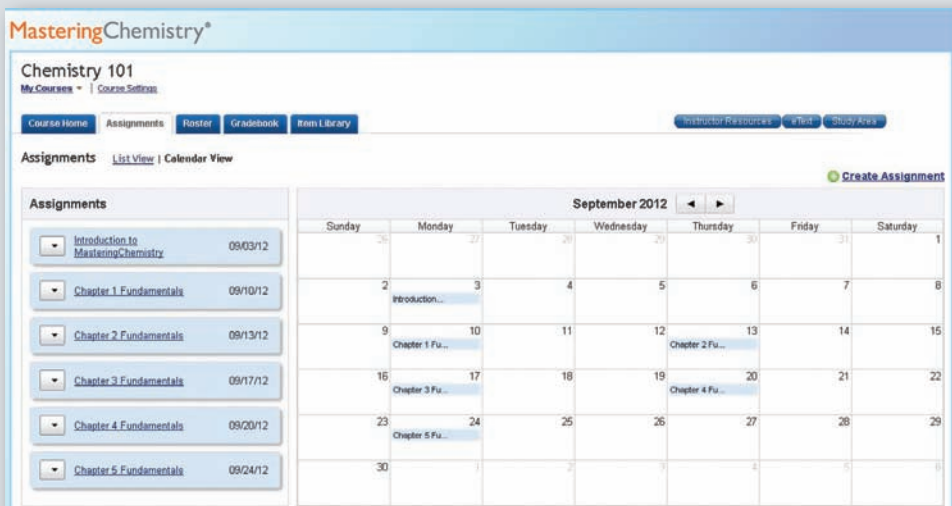 MasteringChemistry®
Chemistry 101
My Courses | Course Settings
Course Home Assignments Roster Gradebook Item Library Instructor Resources eText Study Area
Assignments List View | Calendar View
Create Assignment
Assignments
Introduction to
MasteringChemistry 09/03/12
Chapter 1 Fundamentals 09/10/12
Chapter 2 Fundamentals 09/13/12
Chapter 3 Fundamentals 09/17/12
Chapter 4 Fundamentals 09/20/12
Chapter 5 Fundamentals 09/24/12
September 2012
Sunday Monday Tuesday Wednesday Thursday Friday Saturday
26 27 28 29 30 31 1
2 3 4 5 6 7 8
Introduction...
9 10 11 12 13 14 15
Chapter 1 Fu... Chapter 2 Fu...
16 17 18 19 20 21 22
Chapter 3 Fu... Chapter 4 Fu...
23 24 25 26 27 28 29
Chapter 5 Fu...
30 1 2 3 4 5 6